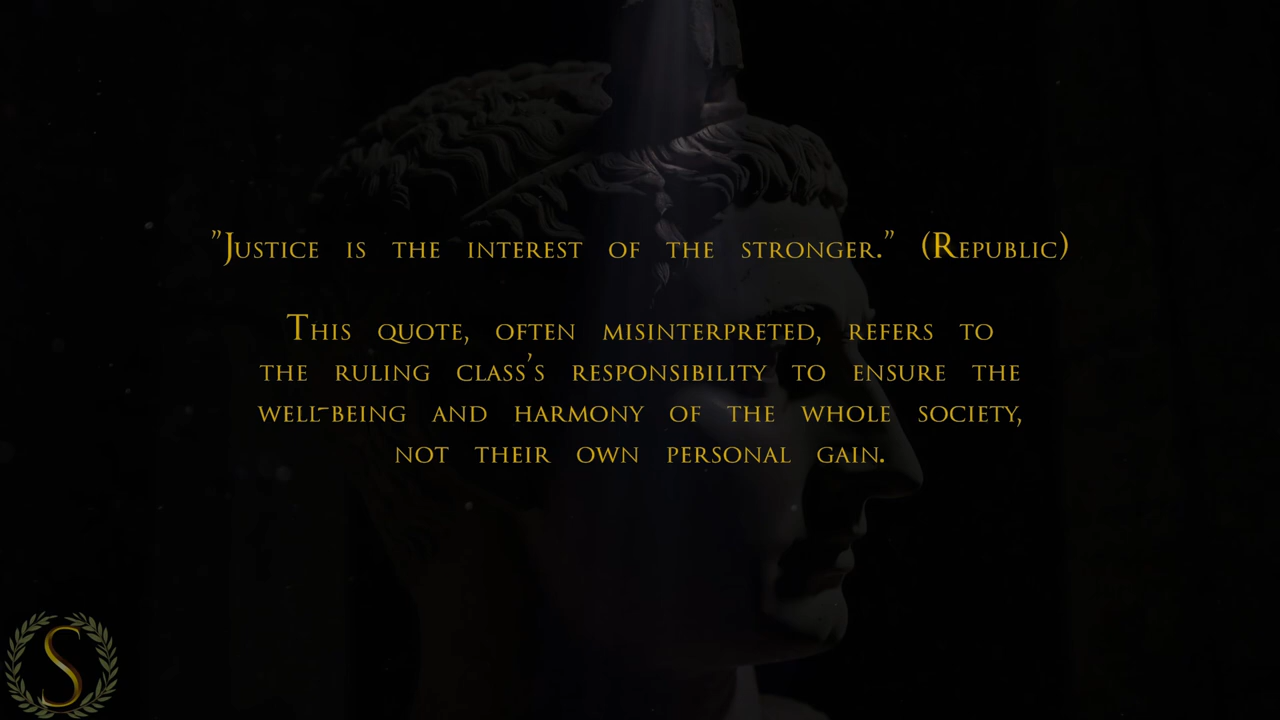 "Justice is the interest of the stronger." (Republic)
This quote, often misinterpreted, refers to
the ruling class's responsibility to ensure the
well-being and harmony of the whole society,
not their own personal gain.
S